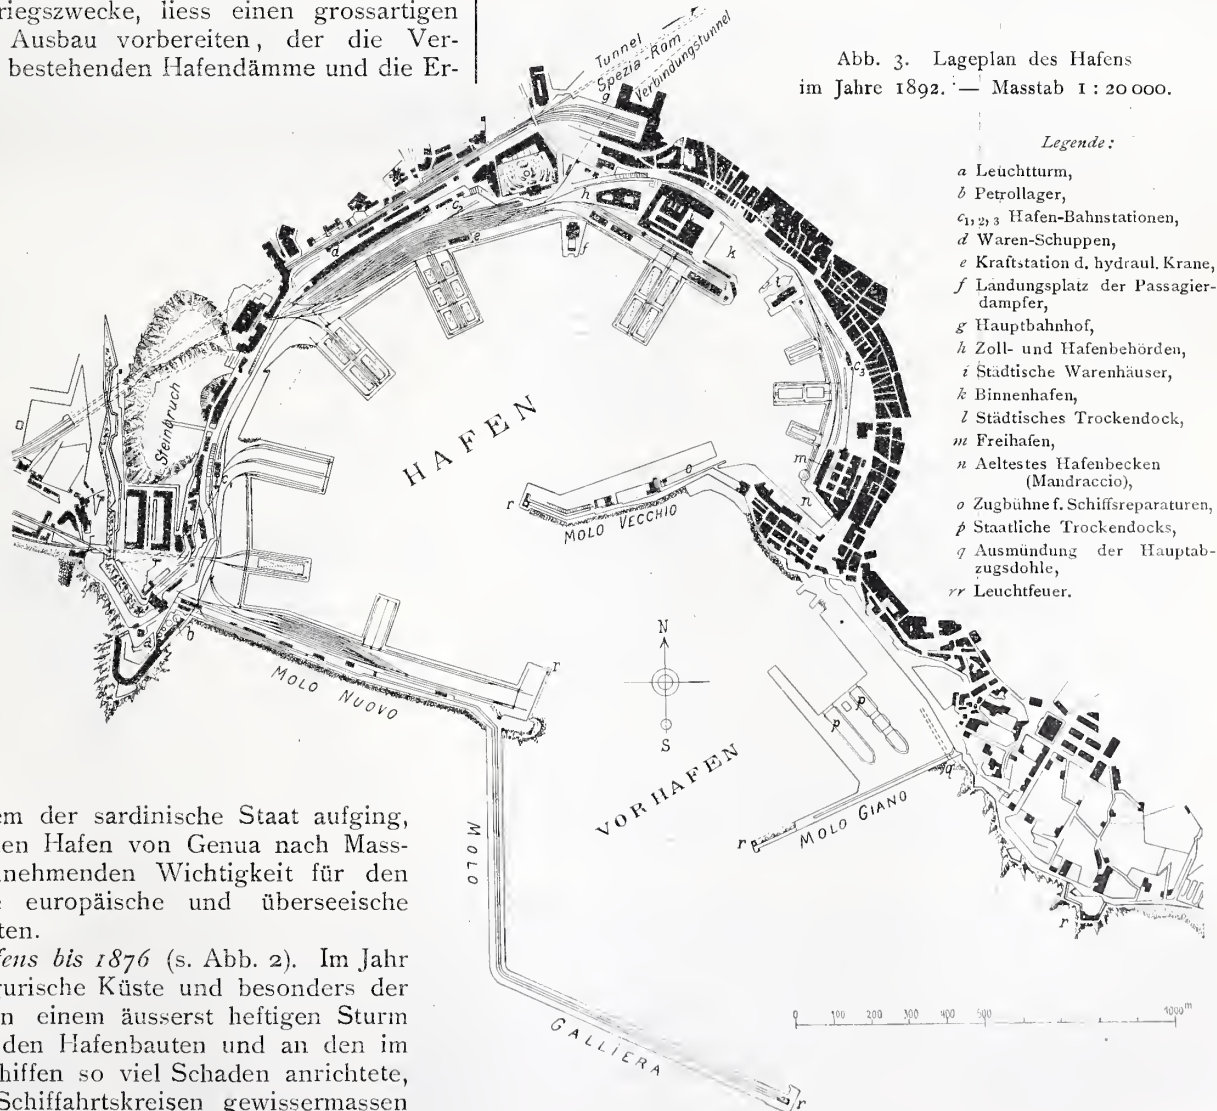 riegszwecke, liess einen grossartigen
Ausbau vorbereiten, der die Ver-
bestehenden Hafendämme und die Er-
Abb. 3. Lageplan des Hafens
im Jahre 1892. — Masstab 1 : 20 000.
Legende:
a Leuchtturm,
b Petrollager,
c1, 2, 3 Hafen-Bahnstationen,
d Waren-Schuppen,
e Kraftstation d. hydraul. Krane,
f Landungsplatz der Passagier-
dampfer,
g Hauptbahnhof,
h Zoll- und Hafenbehörden,
i Städtische Warenhäuser,
k Binnenhafen,
l Städtisches Trockendock,
m Freihafen,
n Aeltestes Hafenbecken
(Mandraccio),
o Zugbühne f. Schiffsreparaturen,
p Staatliche Trockendocks,
q Ausmündung der Hauptab-
zugsdohle,
rr Leuchtfeuer.
Tunnel
Spezia-Rom
Verbindungstunnel
g
c2
h
d
e
f
k
l
c3
Steinbruch
HAFEN
m
n
o
r
MOLO VECCHIO
b
MOLO NUOVO
r
N
S
p
p
VORHAFEN
q
MOLO GIANO
r
r
MOLO
GALLIERA
r
0 100 200 300 400 500 1000 m
em der sardinische Staat aufging,
en Hafen von Genua nach Mass-
nehmenden Wichtigkeit für den
e europäische und überseeische
ten.
fens bis 1876 (s. Abb. 2). Im Jahr
gurische Küste und besonders der
n einem äusserst heftigen Sturm
den Hafenbauten und an den im
hiffen so viel Schaden anrichtete,
Schiffahrtskreisen gewissermassen